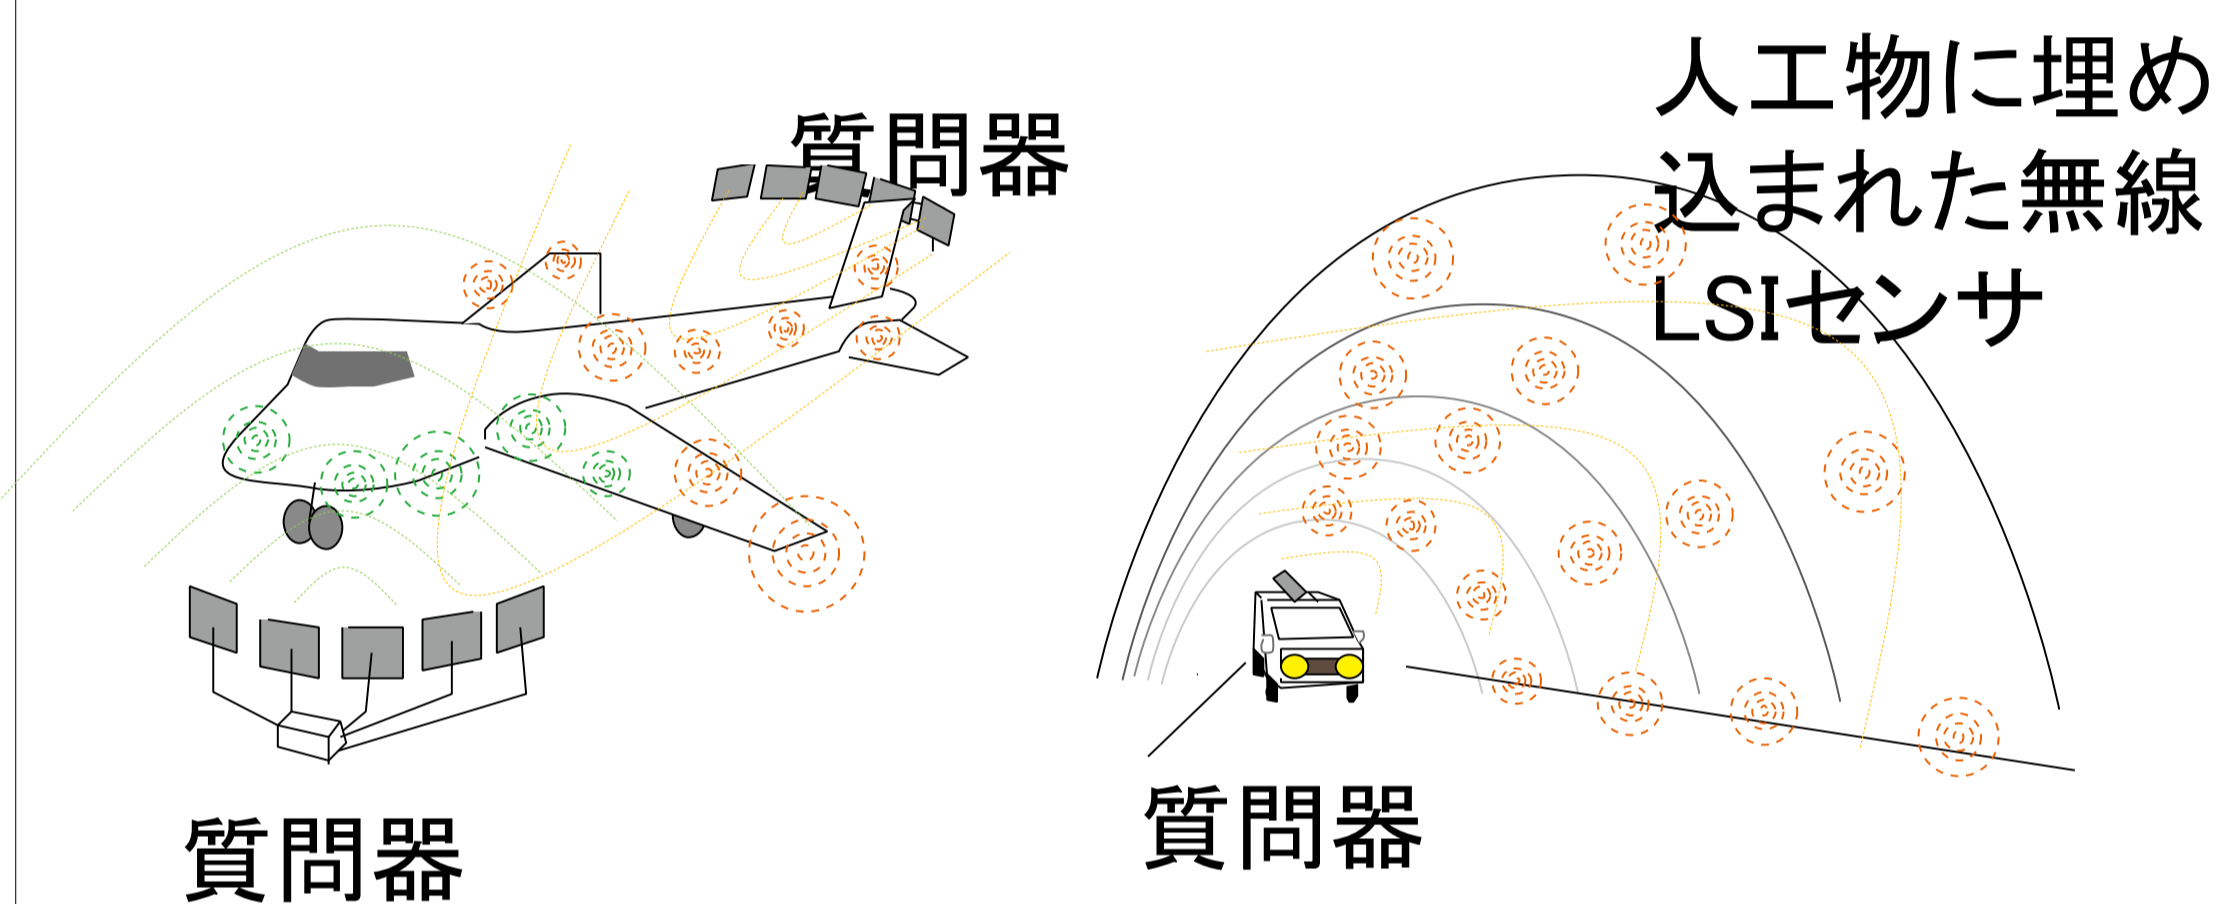 質問器
人工物に埋め
込まれた無線
LSIセンサ
質問器
質問器